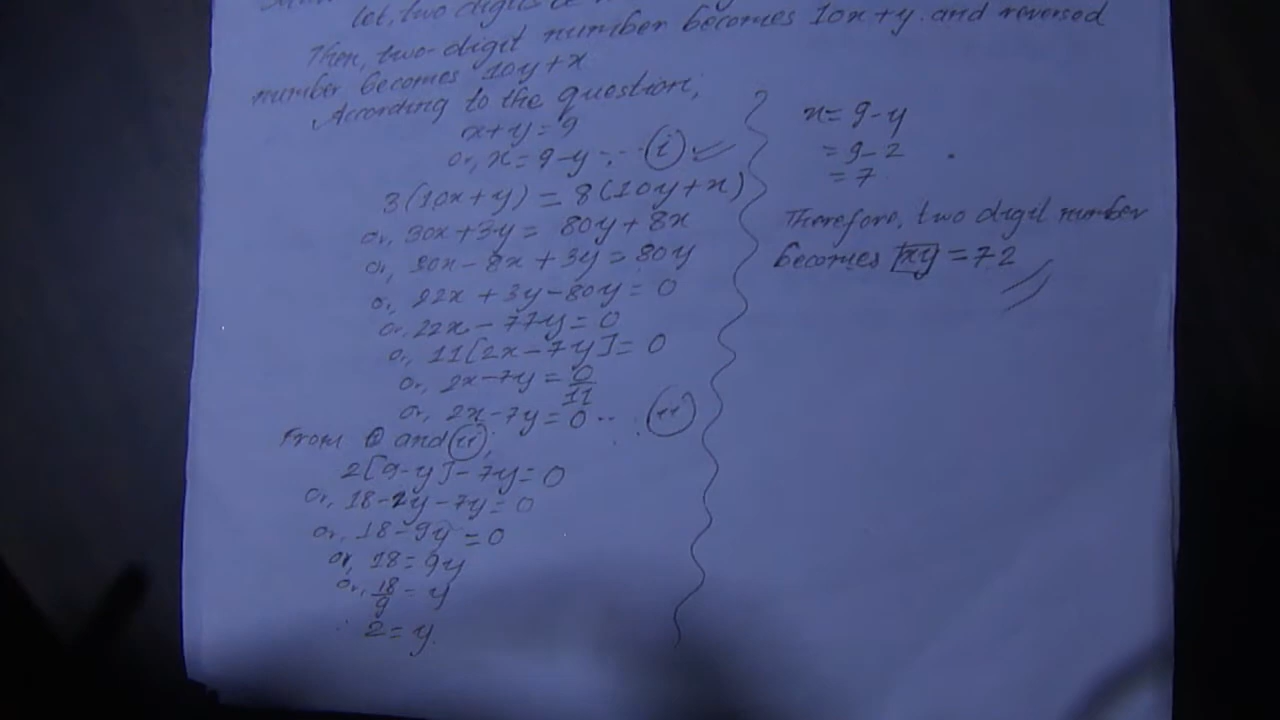 let, two digits
Then, two-digit number becomes 10x+y. and reversed
number becomes 10y+x
According to the question,
x+y=9
or, x=9-y... (i)
3(10x+y) = 8(10y+x)
or, 30x+3y = 80y+8x
or, 30x-8x+3y=80y
or, 22x+3y-80y=0
or, 22x-77y=0
or, 11[2x-7y]=0
or, 2x-7y=0/11
or, 2x-7y=0... (ii)
From (i) and (ii),
2[9-y]-7y=0
or, 18-2y-7y=0
or, 18-9y=0
or, 18=9y
or, 18/9=y
2=y.
x=9-y
=9-2
=7
Therefore, two digit number
becomes xy=72